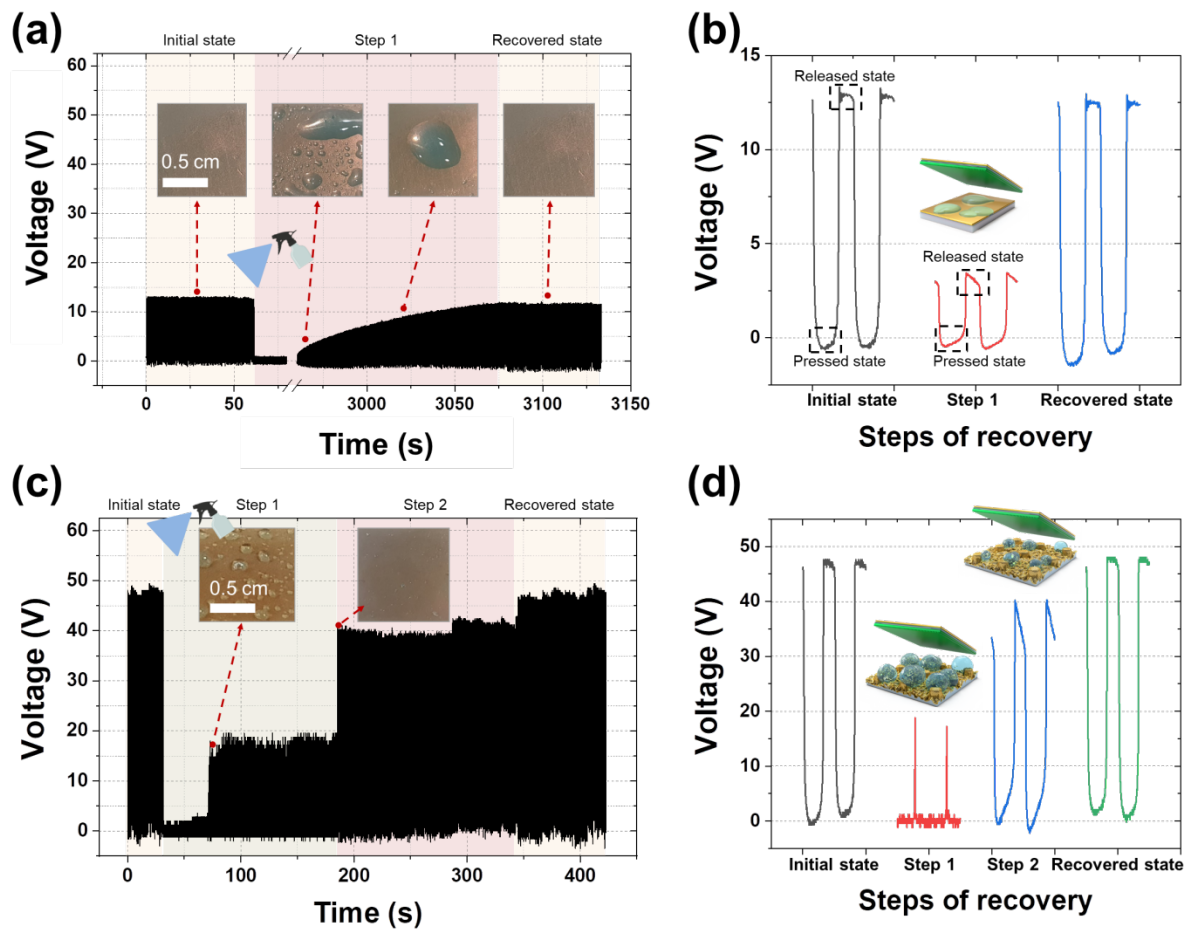 (a)
Initial state
Step 1
Recovered state
60
50
40
30
20
10
0
Voltage (V)
0.5 cm
0
50
3000
3050
3100
3150
Time (s)
(b)
15
10
5
0
Voltage (V)
Released state
Released state
Pressed state
Pressed state
Initial state
Step 1
Recovered state
Steps of recovery
(c)
Initial state
Step 1
Step 2
Recovered state
60
50
40
30
20
10
0
Voltage (V)
0.5 cm
0
100
200
300
400
Time (s)
(d)
50
40
30
20
10
0
Voltage (V)
Initial state
Step 1
Step 2
Recovered state
Steps of recovery